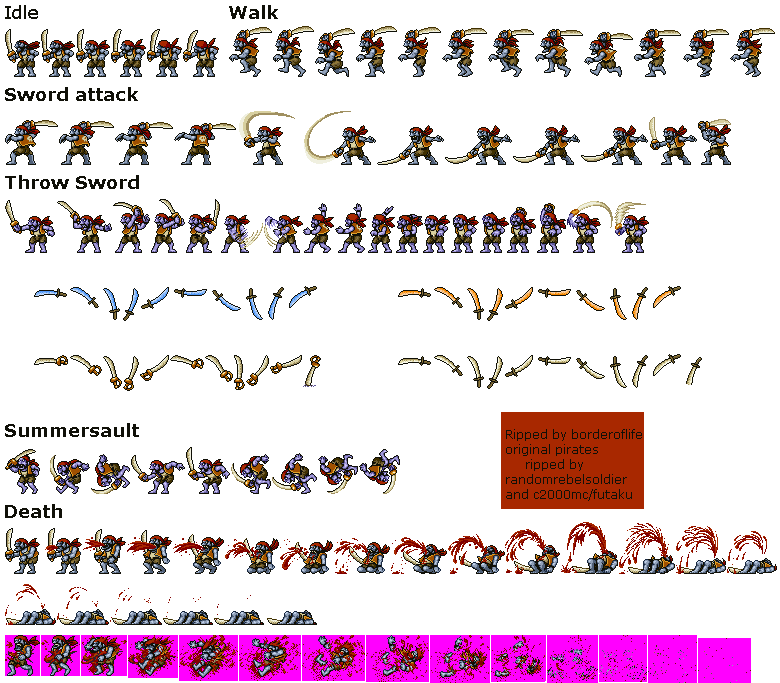 Idle
Walk
Sword attack
Throw Sword
Summersault
Ripped by borderoflife
original pirates
ripped by
randomrebelsoldier
and c2000mc/futaku
Death